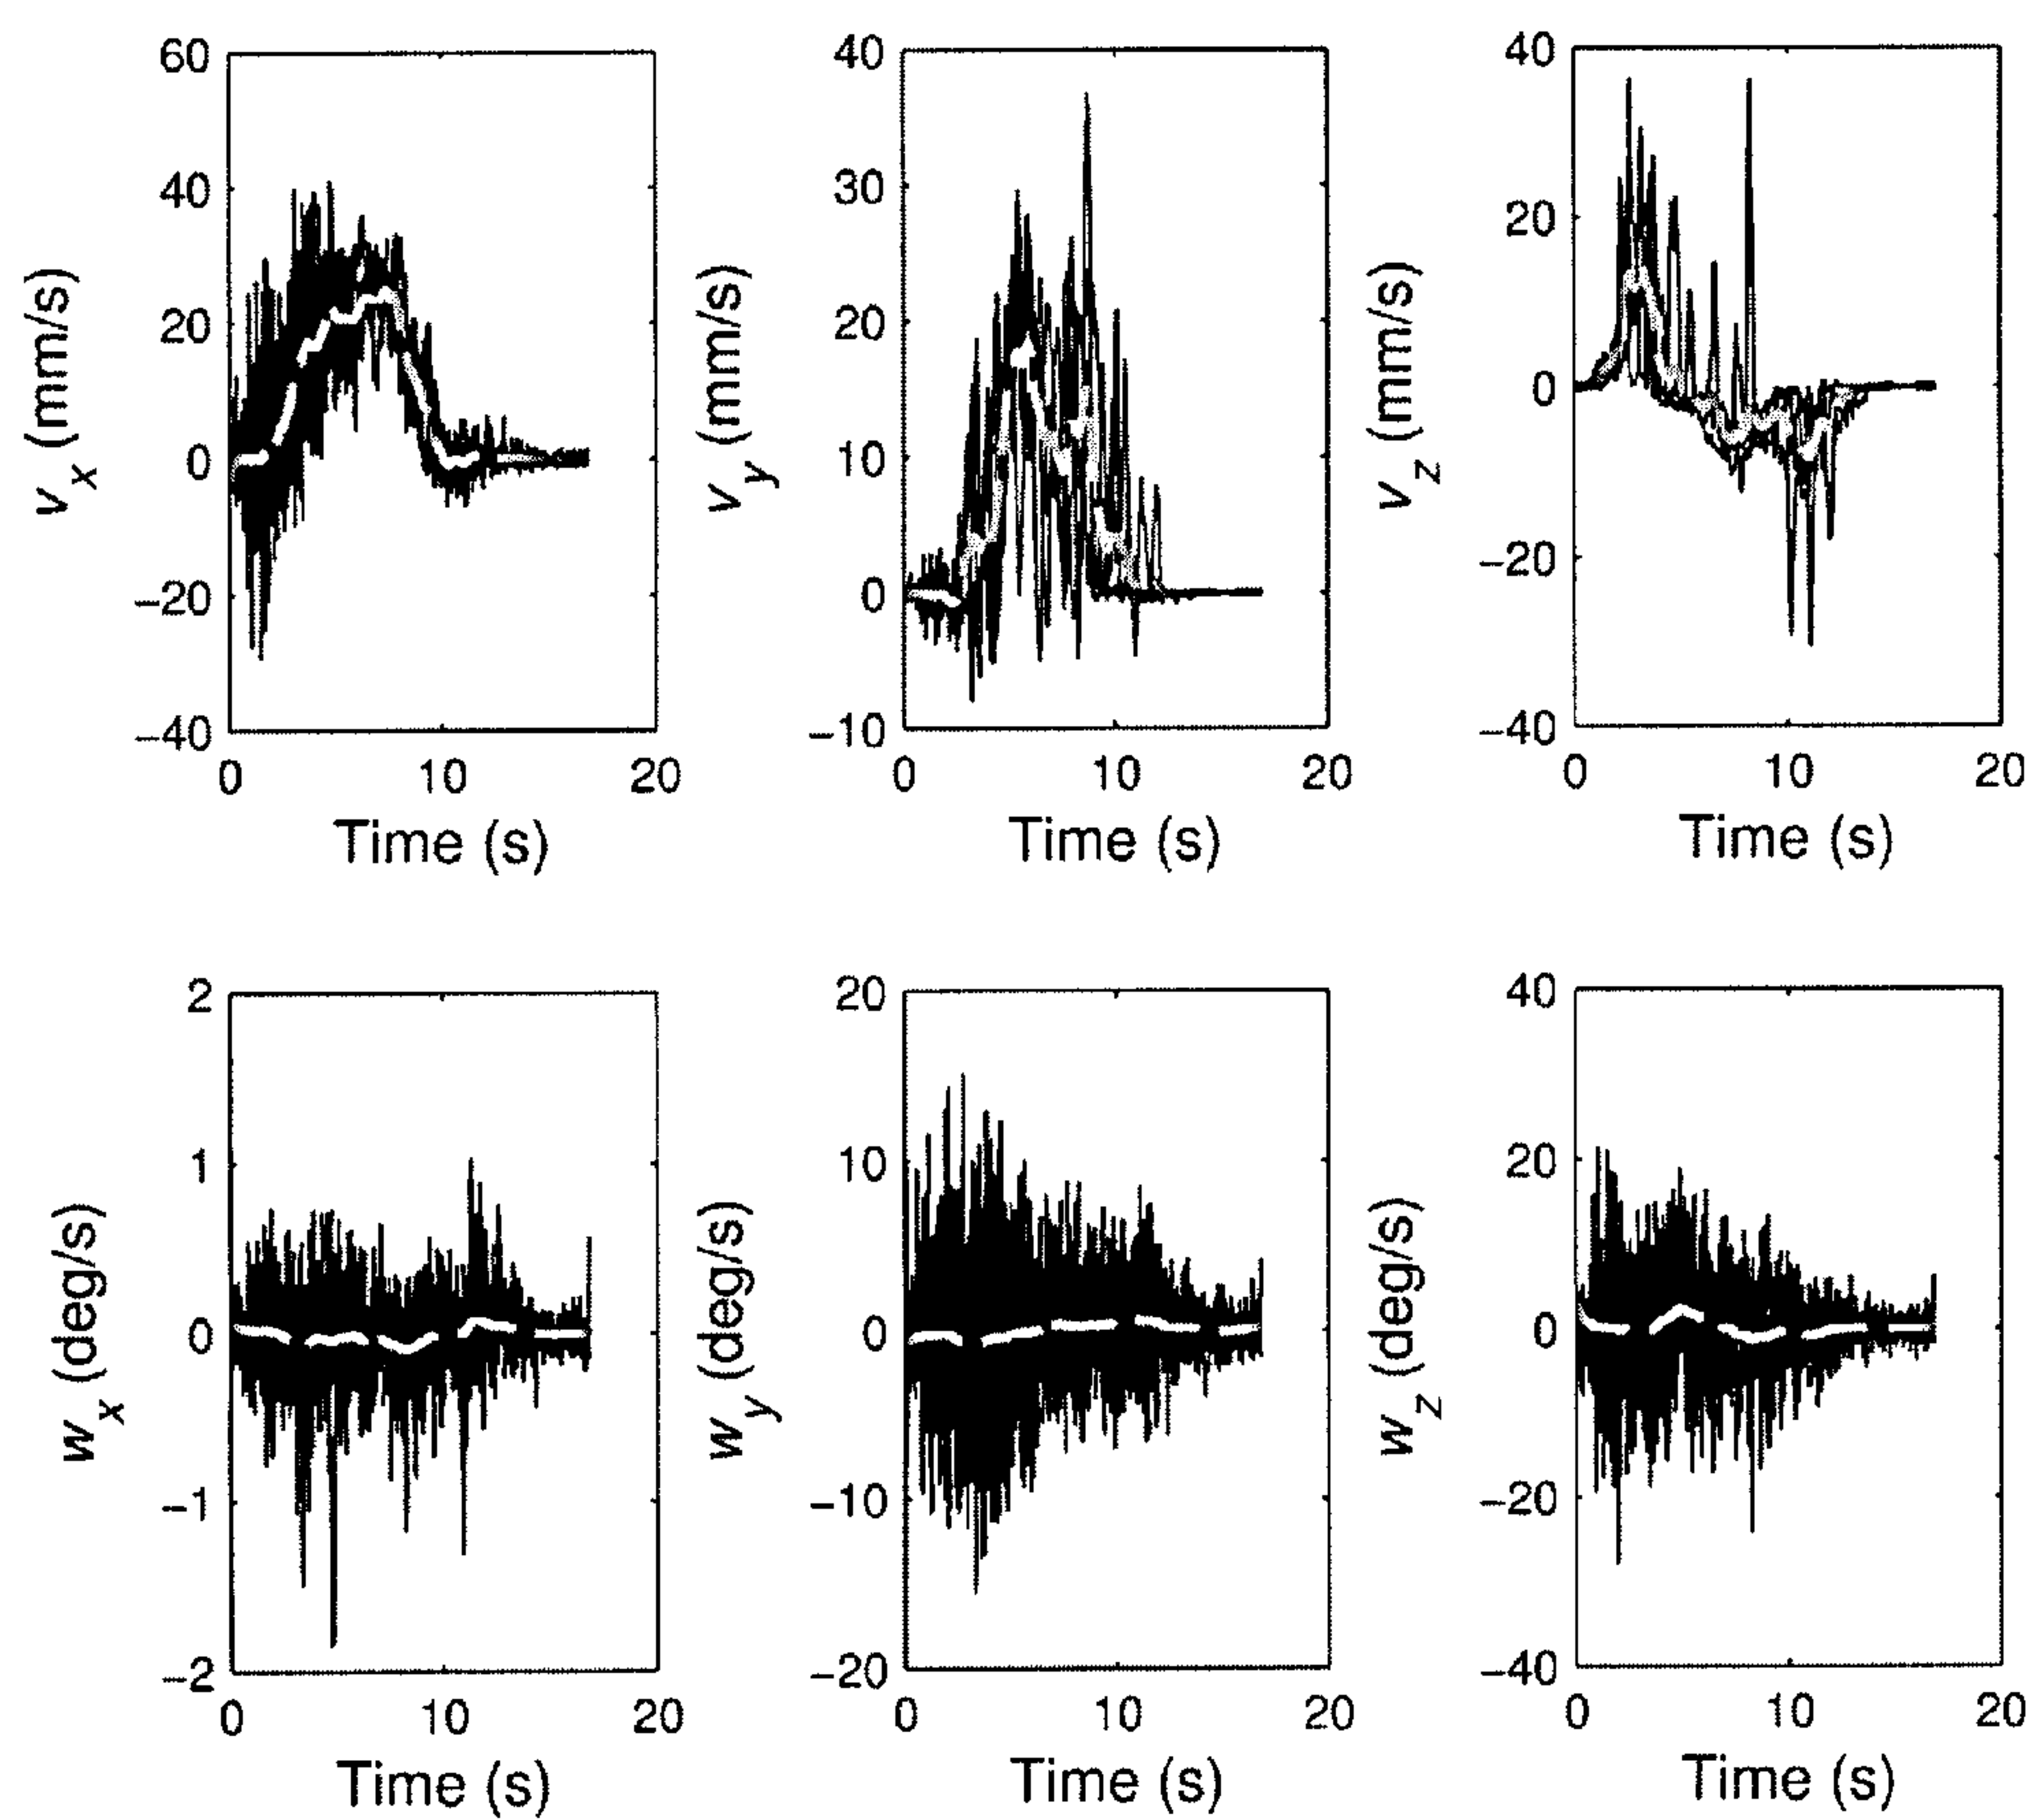 60
40
20
0
−20
−40
v_x (mm/s)
0 10 20
Time (s)
40
30
20
10
0
−10
v_y (mm/s)
0 10 20
Time (s)
40
20
0
−20
−40
v_z (mm/s)
0 10 20
Time (s)
2
1
0
−1
−2
w_x (deg/s)
0 10 20
Time (s)
20
10
0
−10
−20
w_y (deg/s)
0 10 20
Time (s)
40
20
0
−20
−40
w_z (deg/s)
0 10 20
Time (s)